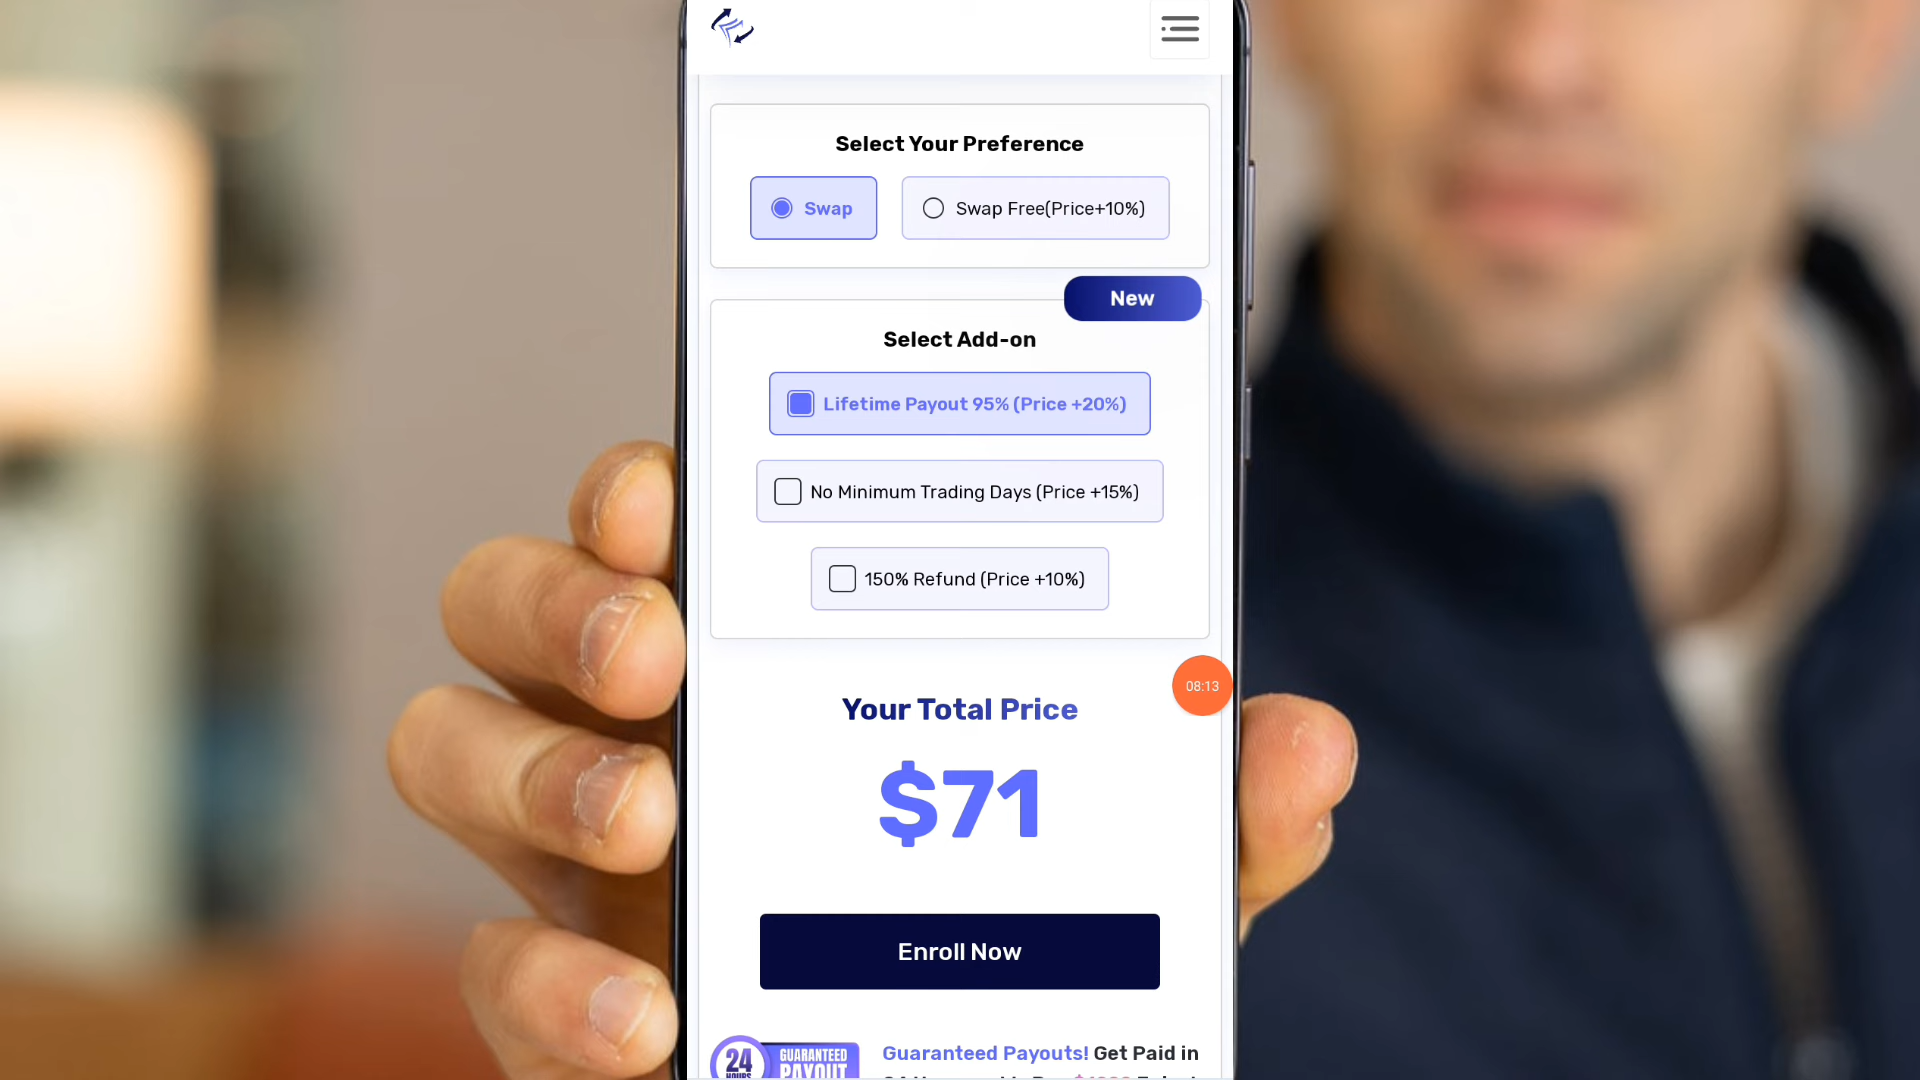 Select Your Preference
Swap
Swap Free(Price+10%)
New
Select Add-on
Lifetime Payout 95% (Price +20%)
No Minimum Trading Days (Price +15%)
150% Refund (Price +10%)
08:13
Your Total Price
$71
Enroll Now
24
HOURS
GUARANTEED
PAYOUT
Guaranteed Payouts! Get Paid in